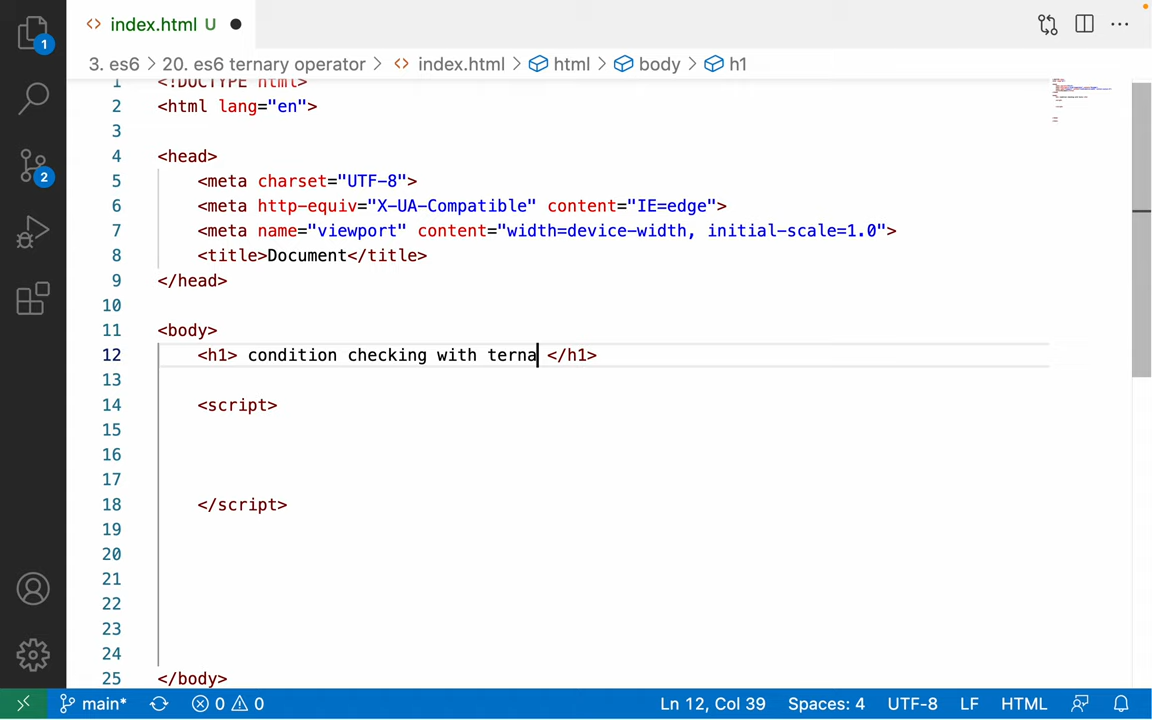 index.html U
1
3. es6 > 20. es6 ternary operator > index.html > html > body > h1
1 <!DOCTYPE html>
2 <html lang="en">
3
4 <head>
5 <meta charset="UTF-8">
6 <meta http-equiv="X-UA-Compatible" content="IE=edge">
7 <meta name="viewport" content="width=device-width, initial-scale=1.0">
8 <title>Document</title>
9 </head>
10
11 <body>
12 <h1> condition checking with terna </h1>
13
14 <script>
15
16
17
18 </script>
19
20
21
22
23
24
25 </body>
2
main* 0 0 Ln 12, Col 39 Spaces: 4 UTF-8 LF HTML